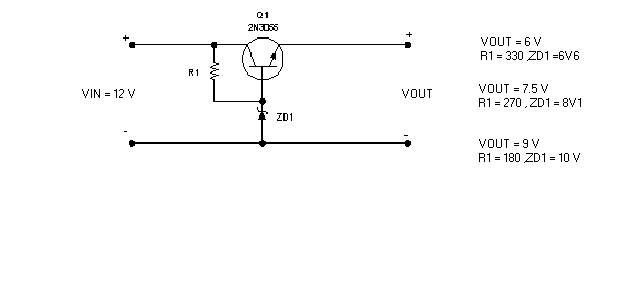 Q1
2N3055
+
+
R1
VIN = 12 V
VOUT
ZD1
-
-
VOUT = 6 V
R1 = 330 ,ZD1 =6V6
VOUT = 7.5 V
R1 = 270 , ZD1 = 8V1
VOUT = 9 V
R1 = 180 ,ZD1 = 10 V